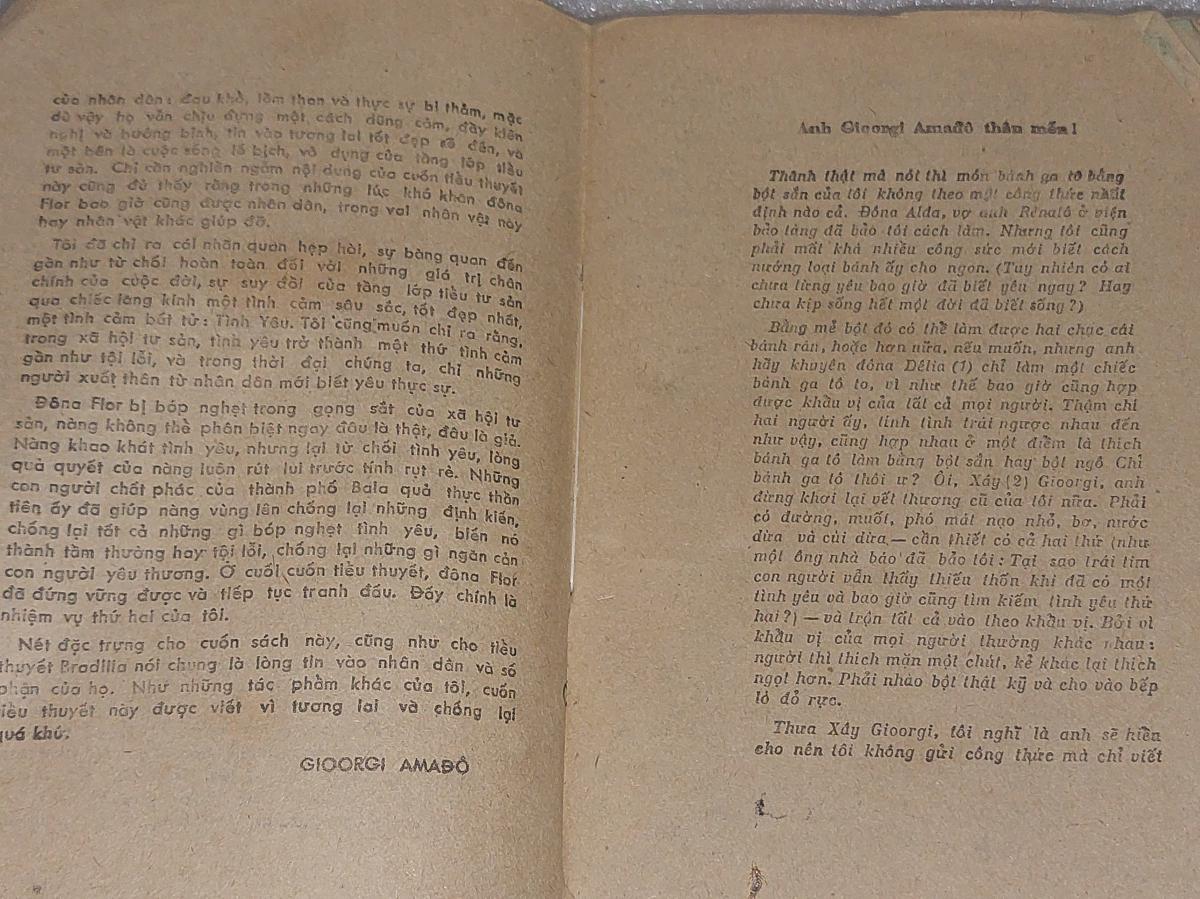 của nhân dân: đau khổ, lầm than và thực sự bi thảm, mặc
dù vậy họ vẫn chịu đựng một cách dũng cảm, đầy kiên
nghị và bướng bỉnh, tin vào tương lai tốt đẹp sẽ đến, và
một bên là cuộc sống lố bịch, vô dụng của tầng lớp tiểu
tư sản. Chỉ cần nghiền ngẫm nội dung của cuốn tiểu thuyết
này cũng đủ thấy rằng trong những lúc khó khăn đôna
Flor bao giờ cũng được nhân dân, trong vai nhân vật này
hay nhân vật khác giúp đỡ.
Tôi đã chỉ ra cái nhãn quan hẹp hòi, sự bàng quan đến
gần như từ chối hoàn toàn đối với những giá trị chân
chính của cuộc đời, sự suy đồi của tầng lớp tiểu tư sản
qua chiếc lăng kính một tình cảm sâu sắc, tốt đẹp nhất,
một tình cảm bất tử: Tình Yêu. Tôi cũng muốn chỉ ra rằng,
trong xã hội tư sản, tình yêu trở thành một thứ tình cảm
gần như tội lỗi, và trong thời đại chúng ta, chỉ những
người xuất thân từ nhân dân mới biết yêu thực sự.
Đôna Flor bị bóp nghẹt trong gọng sắt của xã hội tư
sản, nàng không thể phân biệt ngay đâu là thật, đâu là giả.
Nàng khao khát tình yêu, nhưng lại từ chối tình yêu, lòng
quả quyết của nàng luôn rút lui trước tính rụt rè. Những
con người chất phác của thành phố Baia quả thực thần
tiên ấy đã giúp nàng vùng lên chống lại những định kiến,
chống lại tất cả những gì bóp nghẹt tình yêu, biến nó
thành tầm thường hay tội lỗi, chống lại những gì ngăn cản
con người yêu thương. Ở cuối cuốn tiểu thuyết, đôna Flor
đã đứng vững được và tiếp tục tranh đấu. Đấy chính là
nhiệm vụ thứ hai của tôi.
Nét đặc trưng cho cuốn sách này, cũng như cho tiểu
thuyết Bradilia nói chung là lòng tin vào nhân dân và số
phận của họ. Như những tác phẩm khác của tôi, cuốn
tiểu thuyết này được viết vì tương lai và chống lại
quá khứ.
GIOORGI AMAĐÔ
Anh Gioorgi Amađô thân mến!
Thành thật mà nói thì món bánh ga tô bằng
bột sắn của tôi không theo một công thức nhất
định nào cả. Đôna Alđa, vợ anh Rênatô ở viện
bảo tàng đã bảo tôi cách làm. Nhưng tôi cũng
phải mất khá nhiều công sức mới biết cách
nướng loại bánh ấy cho ngon. (Tuy nhiên có ai
chưa từng yêu bao giờ đã biết yêu ngay? Hay
chưa kịp sống hết một đời đã biết sống?)
Bằng mẻ bột đó có thể làm được hai chục cái
bánh rán, hoặc hơn nữa, nếu muốn, nhưng anh
hãy khuyên đôna Dêlia (1) chỉ làm một chiếc
bánh ga tô to, vì như thế bao giờ cũng hợp
được khẩu vị của tất cả mọi người. Thậm chí
hai người ấy, tính tình trái ngược nhau đến
như vậy, cũng hợp nhau ở một điểm là thích
bánh ga tô làm bằng bột sắn hay bột ngô Chỉ
bánh ga tô thôi ư? Ôi, Xáy (2) Gioorgi, anh
đừng khơi lại vết thương cũ của tôi nữa. Phải
có đường, muối, phó mát nạo nhỏ, bơ, nước
dừa và cùi dừa,— cần thiết có cả hai thứ (như
một ông nhà báo đã bảo tôi: Tại sao trái tim
con người vẫn thấy thiếu thốn khi đã có một
tình yêu và bao giờ cũng tìm kiếm tình yêu thứ
hai?) — và trộn tất cả vào theo khẩu vị. Bởi vì
khẩu vị của mọi người thường khác nhau:
người thì thích mặn một chút, kẻ khác lại thích
ngọt hơn. Phải nhào bột thật kỹ và cho vào bếp
lò đỏ rực.
Thưa Xáy Gioorgi, tôi nghĩ là anh sẽ hiền
cho nên tôi không gửi công thức mà chỉ viết